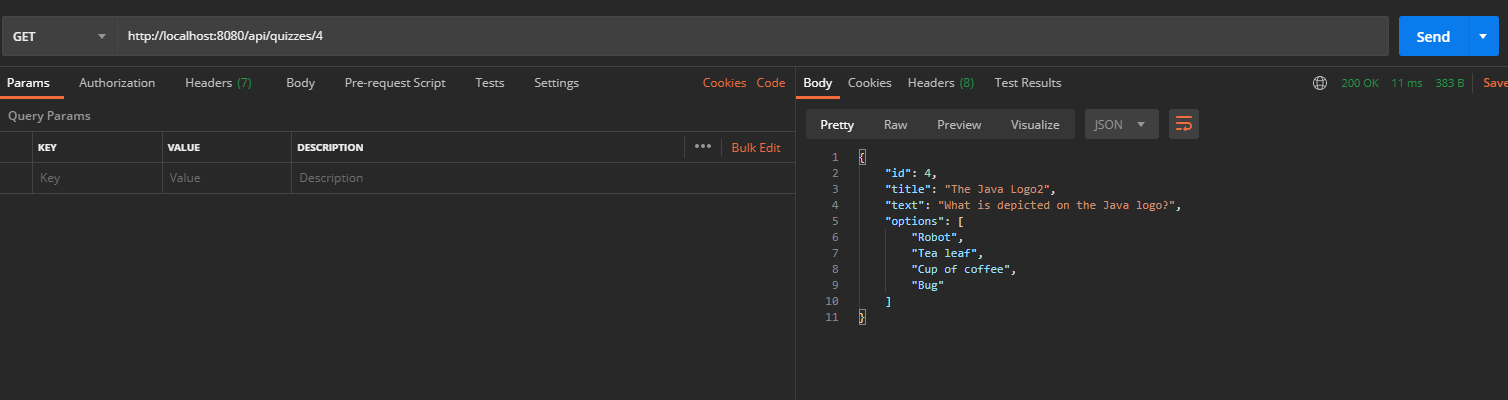 GET http://localhost:8080/api/quizzes/4 Send
Params Authorization Headers (7) Body Pre-request Script Tests Settings Cookies Code
Query Params
KEY VALUE DESCRIPTION ••• Bulk Edit
Key Value Description
Body Cookies Headers (8) Test Results 200 OK 11 ms 383 B Save
Pretty Raw Preview Visualize JSON
1 {
2 "id": 4,
3 "title": "The Java Logo2",
4 "text": "What is depicted on the Java logo?",
5 "options": [
6 "Robot",
7 "Tea leaf",
8 "Cup of coffee",
9 "Bug"
10 ]
11 }